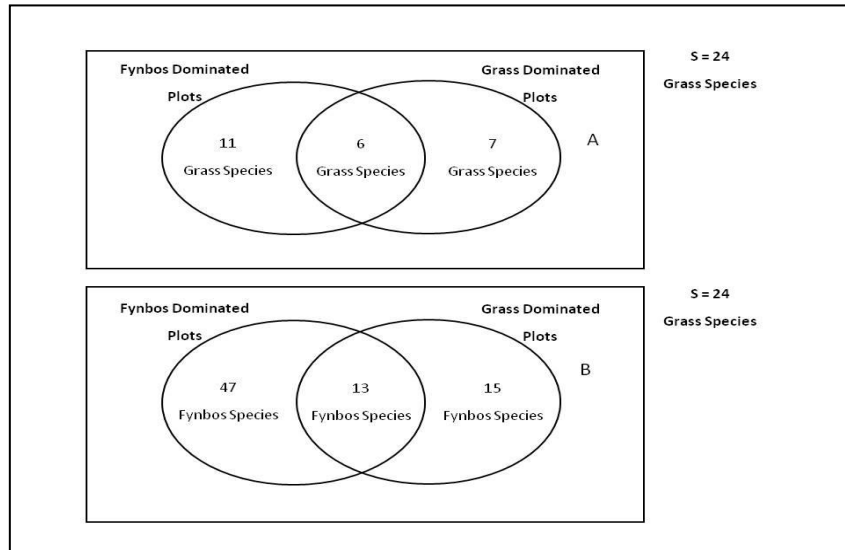 Fynbos Dominated
Plots
Grass Dominated
Plots
S = 24
Grass Species
11
Grass Species
6
Grass Species
7
Grass Species
A
Fynbos Dominated
Plots
Grass Dominated
Plots
S = 24
Grass Species
47
Fynbos Species
13
Fynbos Species
15
Fynbos Species
B